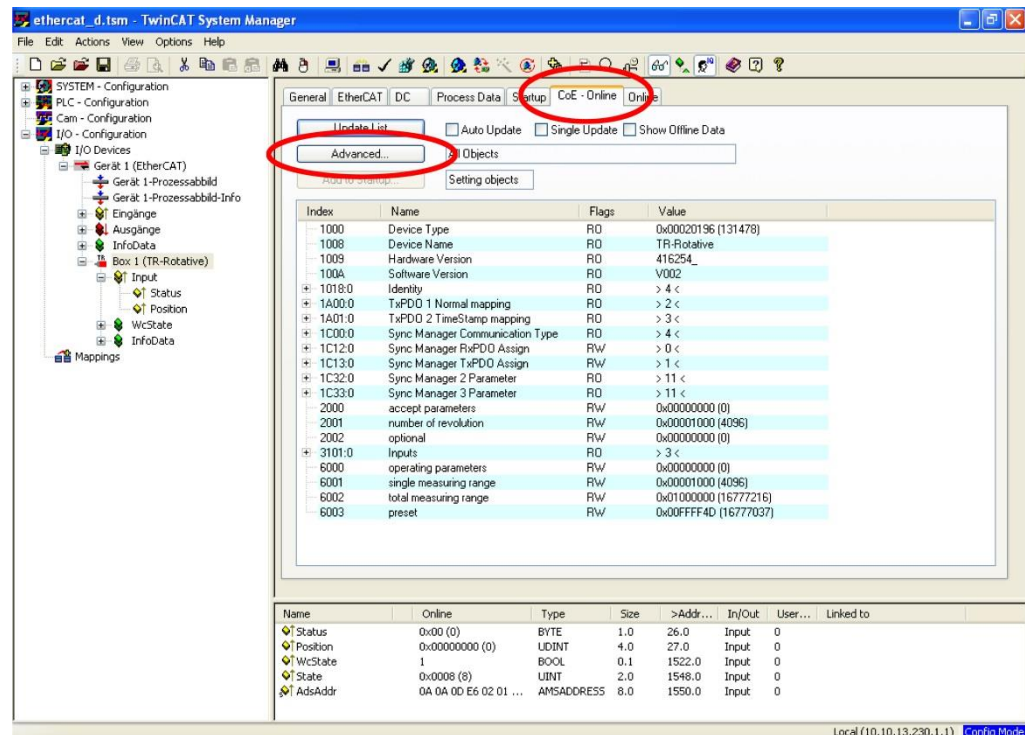 ethercat_d.tsm - TwinCAT System Manager
File Edit Actions View Options Help
SYSTEM - Configuration
PLC - Configuration
Cam - Configuration
I/O - Configuration
I/O Devices
Gerät 1 (EtherCAT)
Gerät 1-Prozessabbild
Gerät 1-Prozessabbild-Info
Eingänge
Ausgänge
InfoData
Box 1 (TR-Rotative)
Input
Status
Position
WcState
InfoData
Mappings
General EtherCAT DC Process Data Startup CoE - Online Online
Update List Auto Update Single Update Show Offline Data
Advanced... All Objects
Add to Startup... Setting objects
Index Name Flags Value
1000 Device Type RO 0x00020196 (131478)
1008 Device Name RO TR-Rotative
1009 Hardware Version RO 416254_
100A Software Version RO V002
1018:0 Identity RO > 4 <
1A00:0 TxPDO 1 Normal mapping RO > 2 <
1A01:0 TxPDO 2 TimeStamp mapping RO > 3 <
1C00:0 Sync Manager Communication Type RO > 4 <
1C12:0 Sync Manager RxPDO Assign RW > 0 <
1C13:0 Sync Manager TxPDO Assign RW > 1 <
1C32:0 Sync Manager 2 Parameter RO > 11 <
1C33:0 Sync Manager 3 Parameter RO > 11 <
2000 accept parameters RW 0x00000000 (0)
2001 number of revolution RW 0x00001000 (4096)
2002 optional RW 0x00000000 (0)
3101:0 Inputs RO > 3 <
6000 operating parameters RW 0x00000000 (0)
6001 single measuring range RW 0x00001000 (4096)
6002 total measuring range RW 0x01000000 (16777216)
6003 preset RW 0x00FFFF4D (16777037)
Name Online Type Size >Addr... In/Out User... Linked to
Status 0x00 (0) BYTE 1.0 26.0 Input 0
Position 0x00000000 (0) UDINT 4.0 27.0 Input 0
WcState 1 BOOL 0.1 1522.0 Input 0
State 0x0008 (8) UINT 2.0 1548.0 Input 0
AdsAddr 0A 0A 0D E6 02 01 ... AMSADDRESS 8.0 1550.0 Input 0
Local (10.10.13.230.1.1) Config Mode